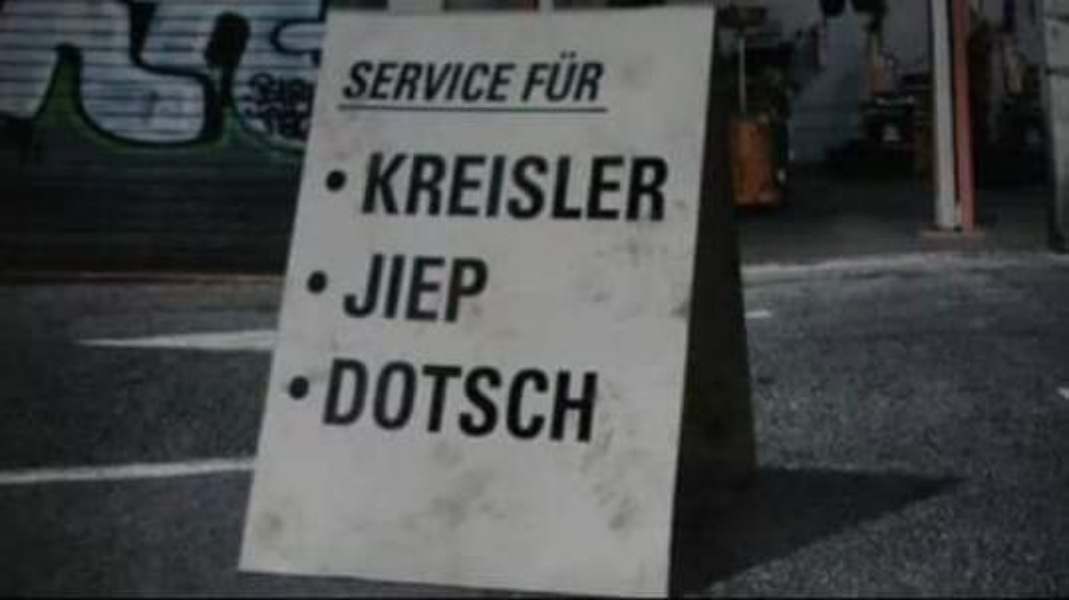 SERVICE FÜR
• KREISLER
• JIEP
• DOTSCH